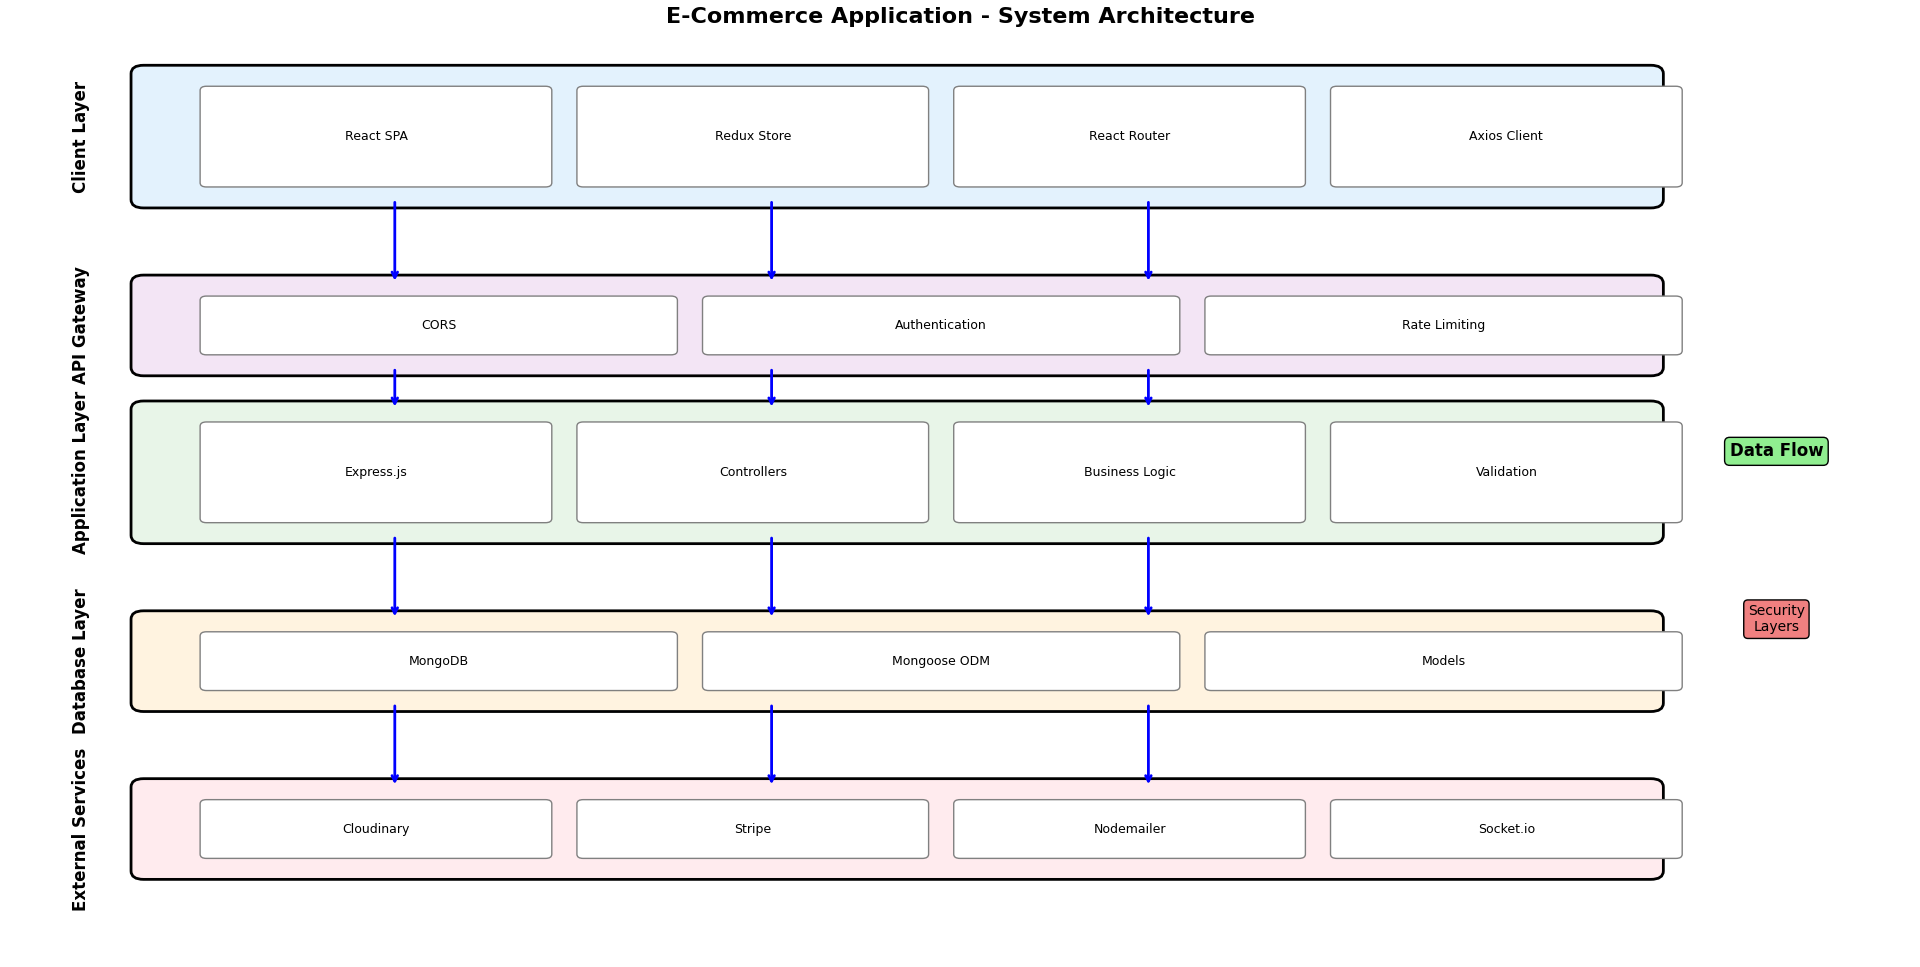 E-Commerce Application - System Architecture
Client Layer
React SPA
Redux Store
React Router
Axios Client
API Gateway
CORS
Authentication
Rate Limiting
Application Layer
Express.js
Controllers
Business Logic
Validation
Data Flow
Security
Layers
Database Layer
MongoDB
Mongoose ODM
Models
External Services
Cloudinary
Stripe
Nodemailer
Socket.io